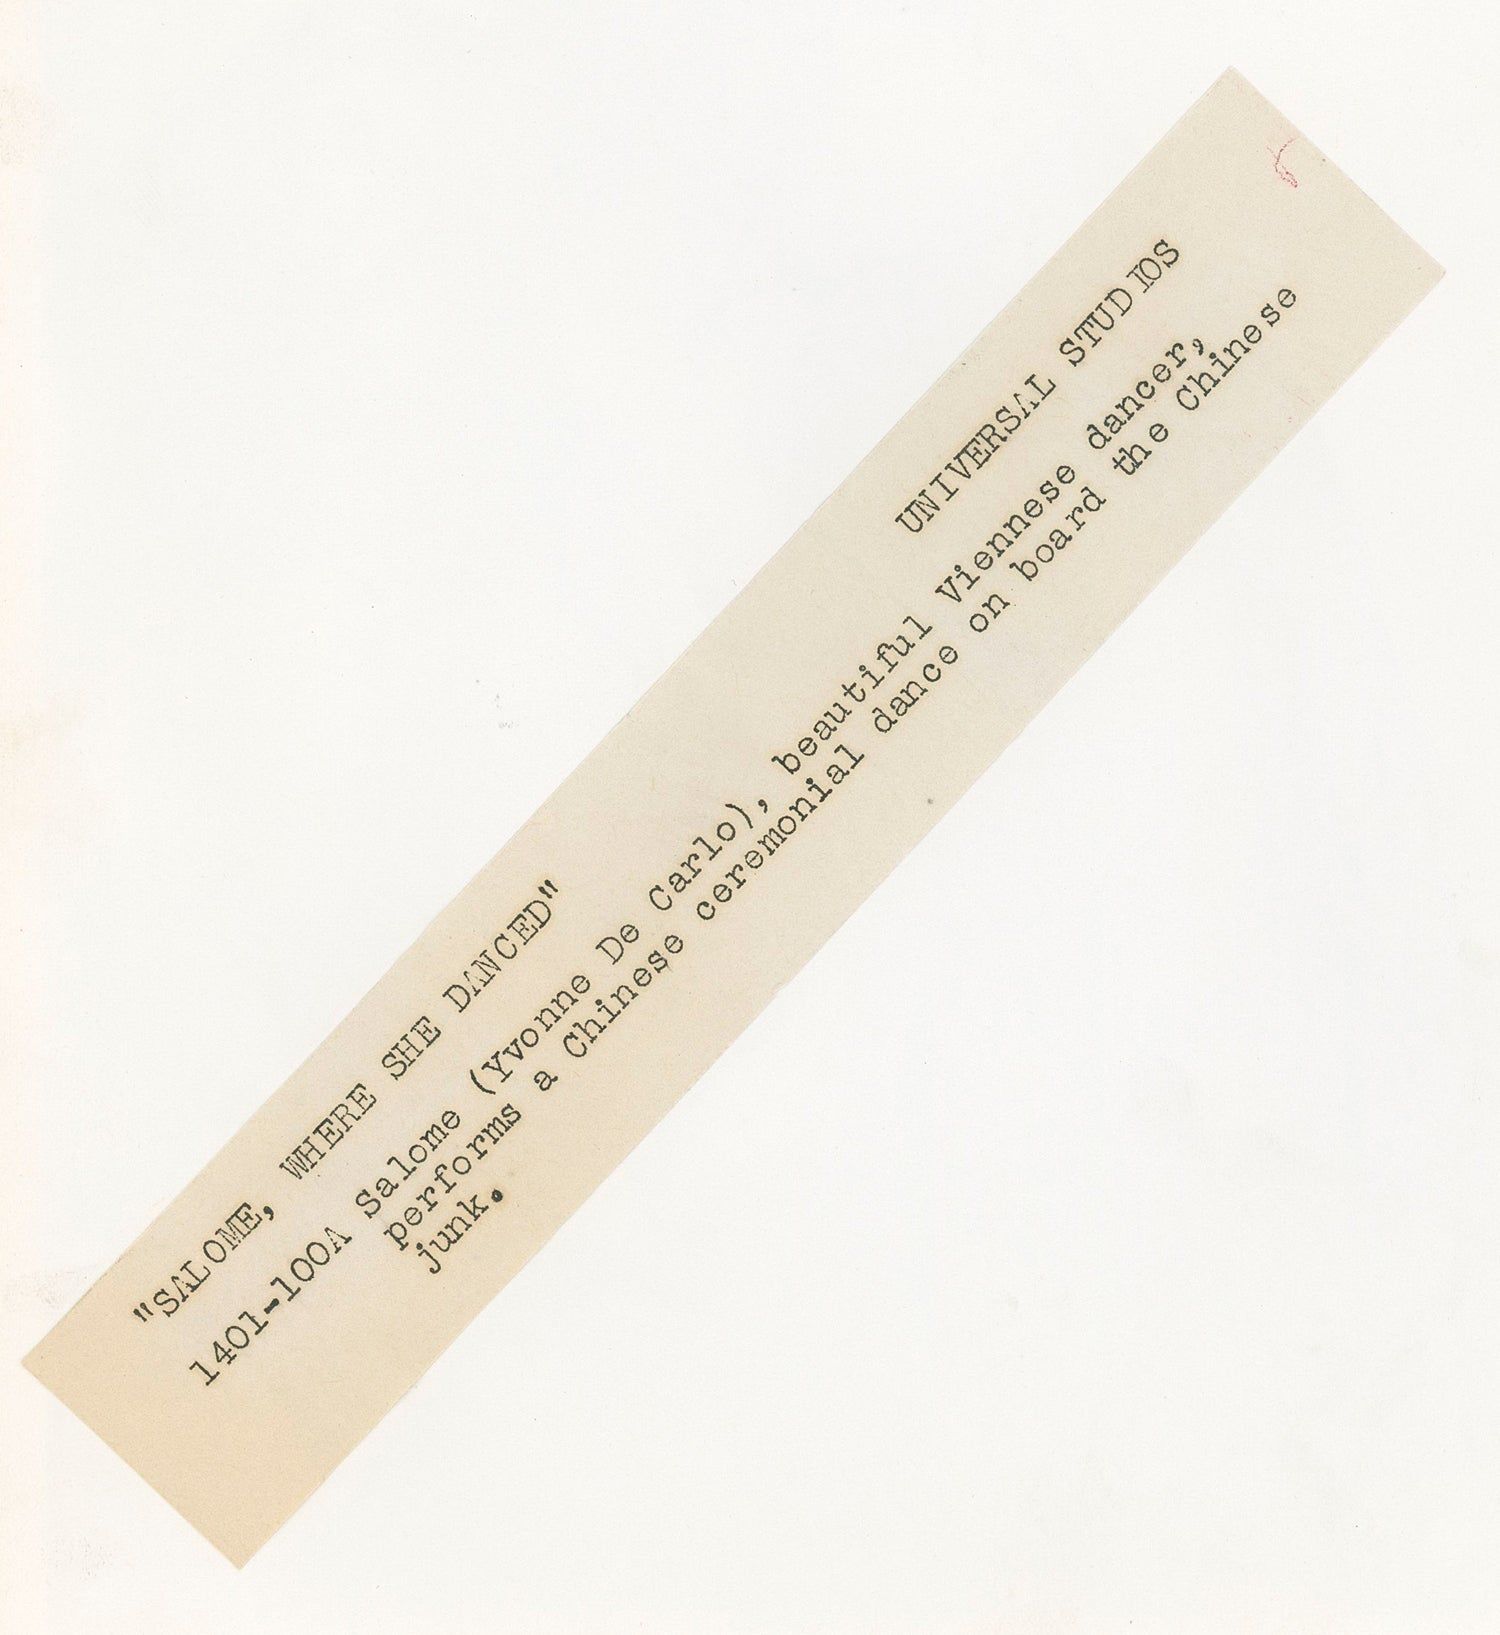 "SALOME, WHERE SHE DANCED" UNIVERSAL STUDIOS
1401-100A Salome (Yvonne De Carlo), beautiful Viennese dancer,
performs a Chinese ceremonial dance on board the Chinese
junk.